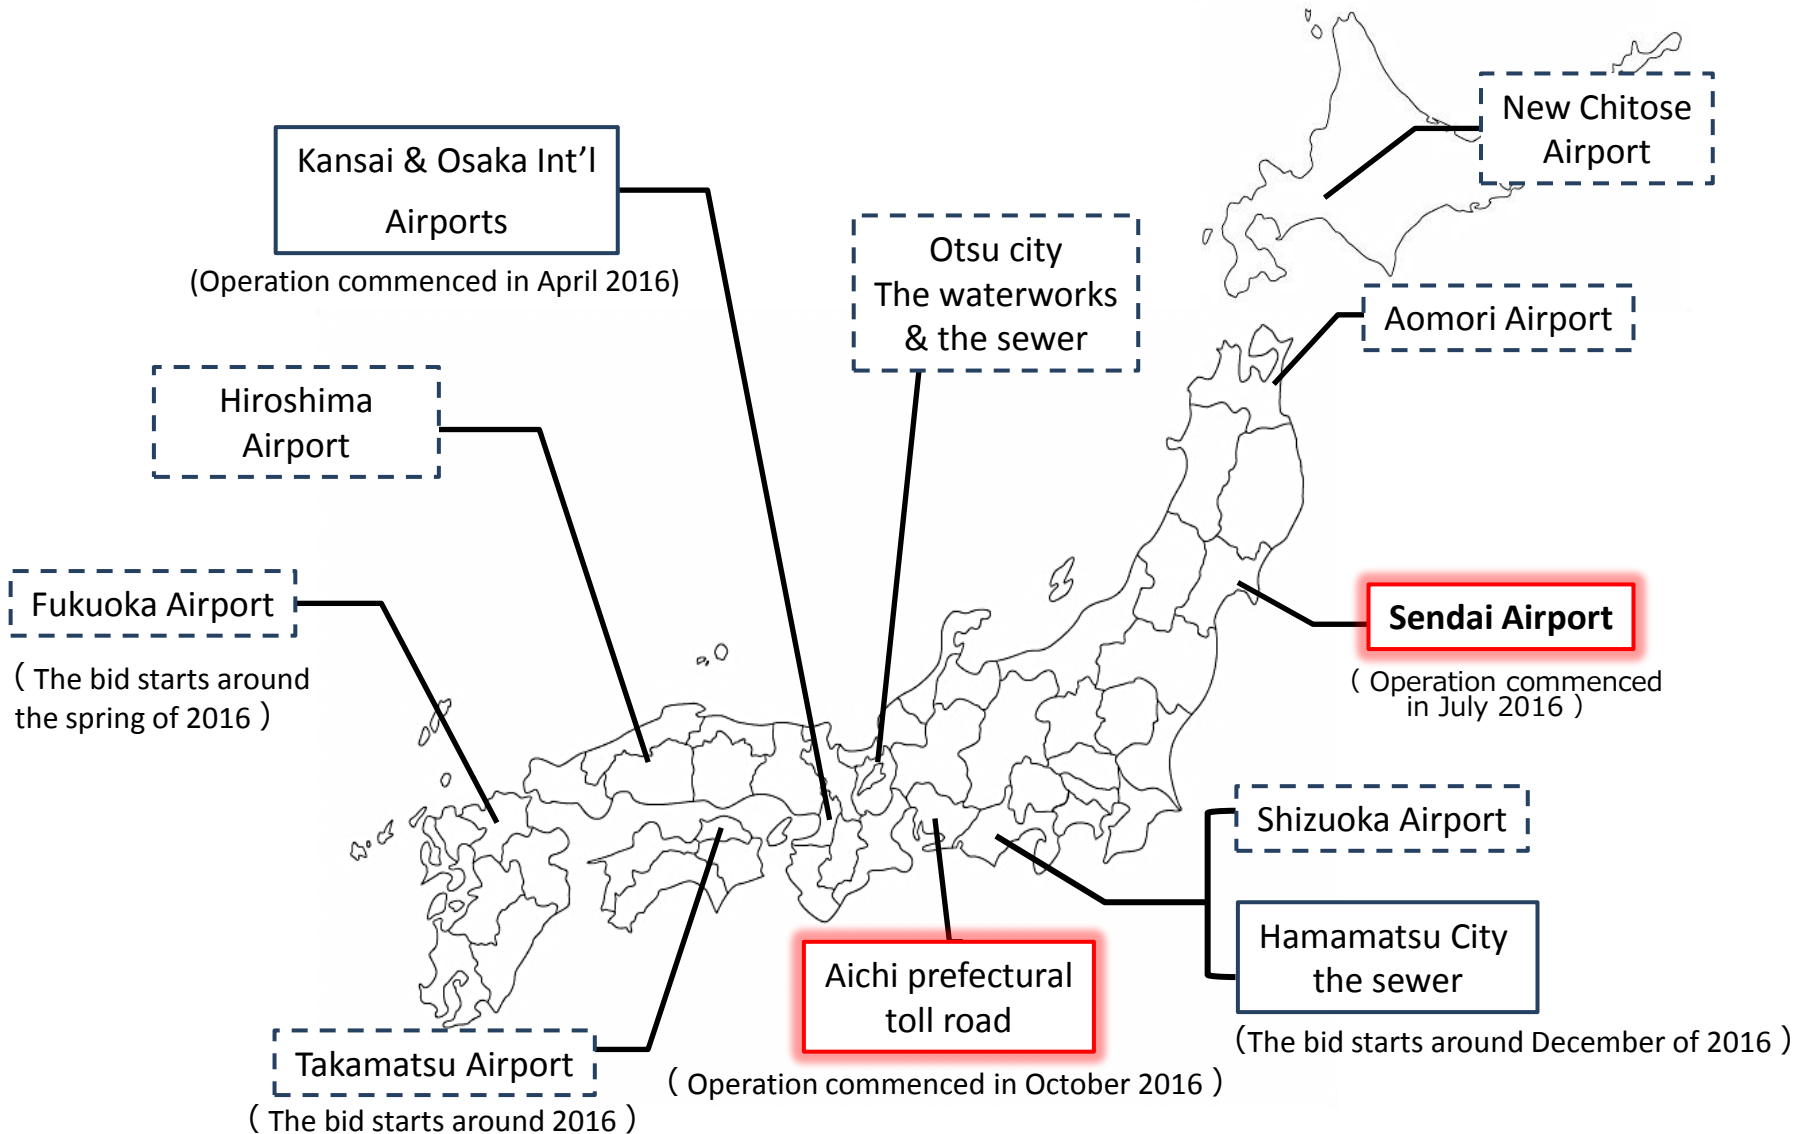 New Chitose
Airport
Kansai & Osaka Int’l
Airports
(Operation commenced in April 2016)
Otsu city
The waterworks
& the sewer
Aomori Airport
Hiroshima
Airport
Fukuoka Airport
( The bid starts around
the spring of 2016 )
Sendai Airport
( Operation commenced
in July 2016 )
Shizuoka Airport
Hamamatsu City
the sewer
(The bid starts around December of 2016 )
Aichi prefectural
toll road
( Operation commenced in October 2016 )
Takamatsu Airport
( The bid starts around 2016 )